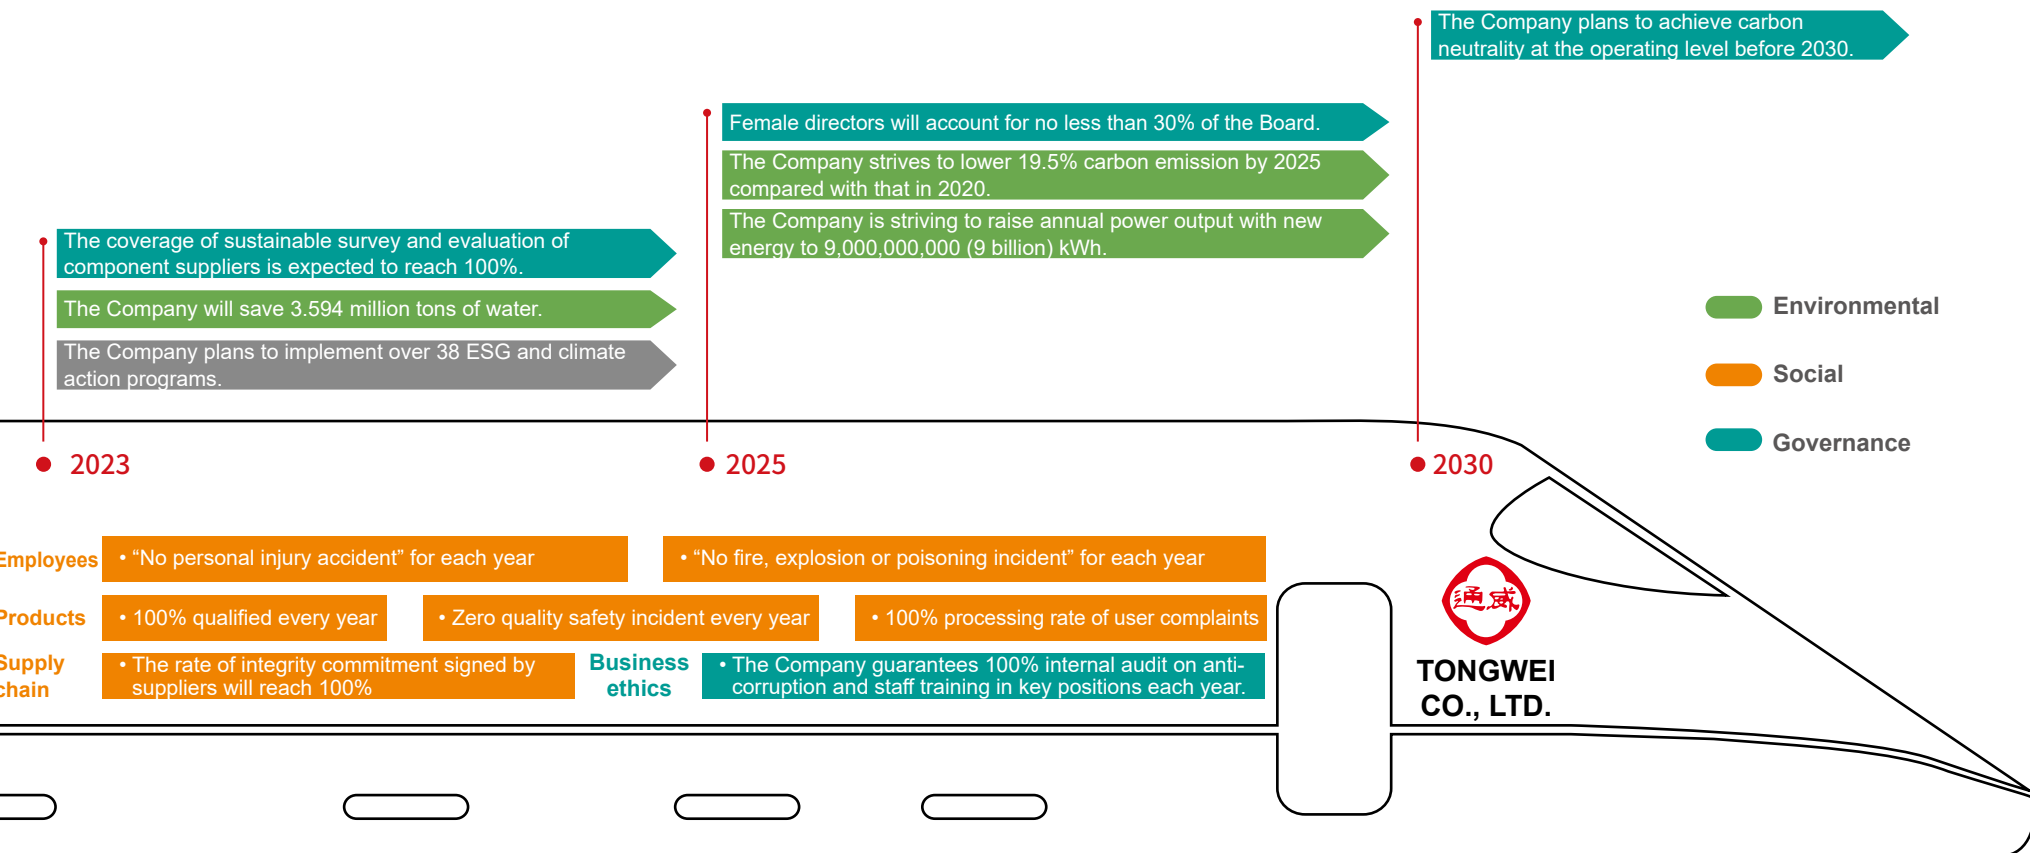 The Company plans to achieve carbon
neutrality at the operating level before 2030.
Female directors will account for no less than 30% of the Board.
The Company strives to lower 19.5% carbon emission by 2025
compared with that in 2020.
The Company is striving to raise annual power output with new
energy to 9,000,000,000 (9 billion) kWh.
The coverage of sustainable survey and evaluation of
component suppliers is expected to reach 100%.
The Company will save 3.594 million tons of water.
The Company plans to implement over 38 ESG and climate
action programs.
Environmental
Social
Governance
2023
2025
2030
Employees
• “No personal injury accident” for each year
• “No fire, explosion or poisoning incident” for each year
Products
• 100% qualified every year
• Zero quality safety incident every year
• 100% processing rate of user complaints
Supply
chain
• The rate of integrity commitment signed by
suppliers will reach 100%
Business
ethics
• The Company guarantees 100% internal audit on anti-
corruption and staff training in key positions each year.
通威
TONGWEI
CO., LTD.